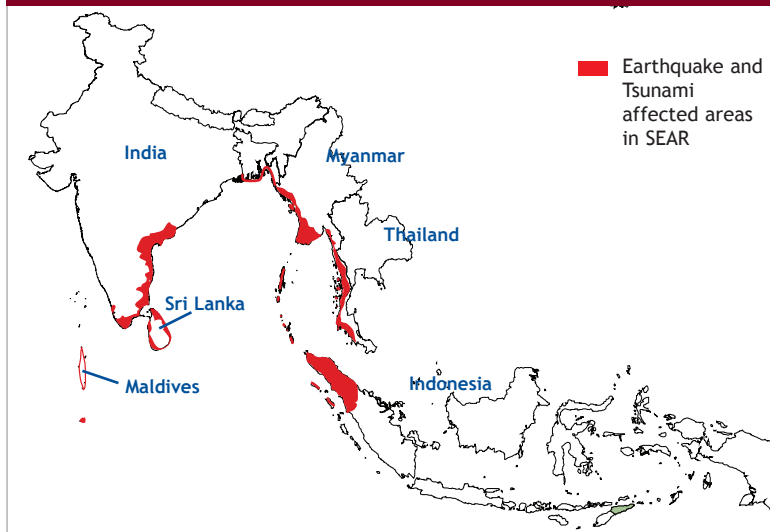 Earthquake and
Tsunami
affected areas
in SEAR
India
Myanmar
Thailand
Sri Lanka
Maldives
Indonesia